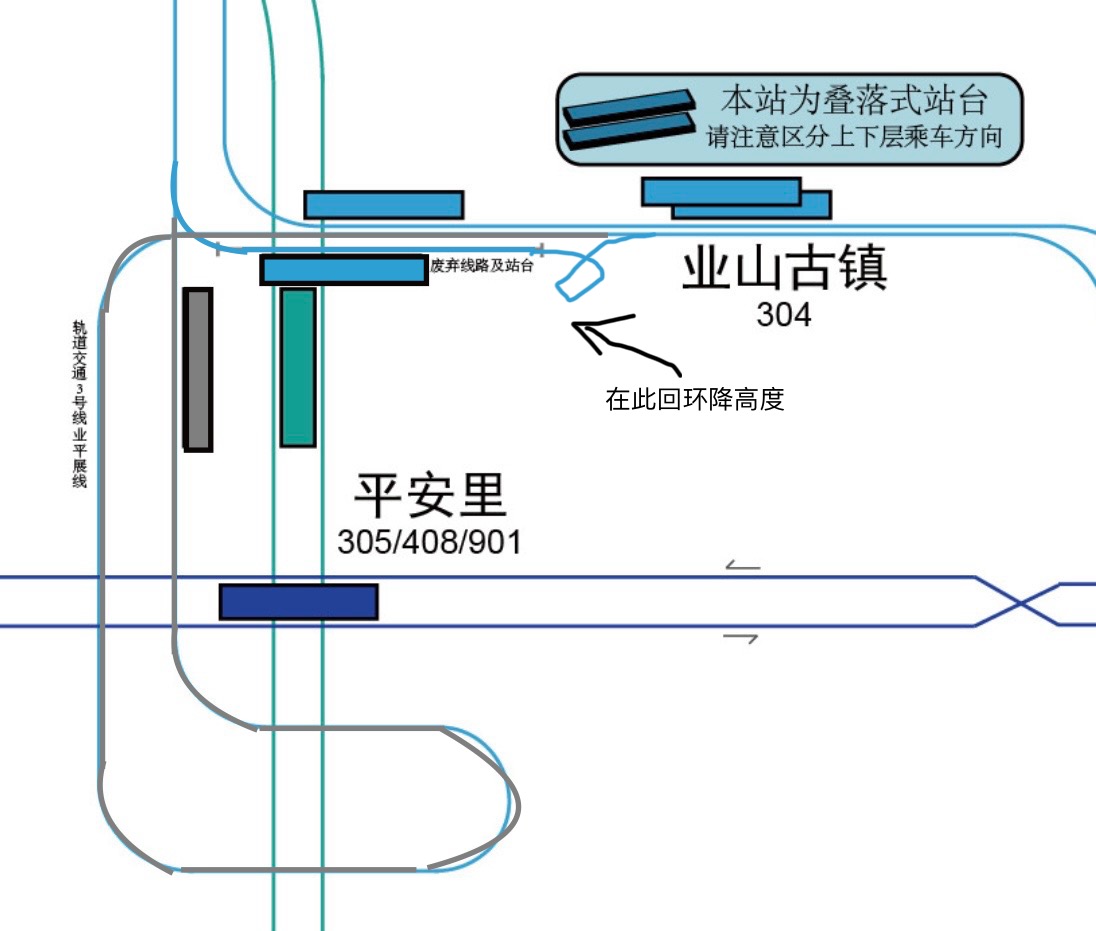 本站为叠落式站台
请注意区分上下层乘车方向
废弃线路及站台
业山古镇
304
轨道交通3号线业平展线
在此回环降高度
平安里
305/408/901